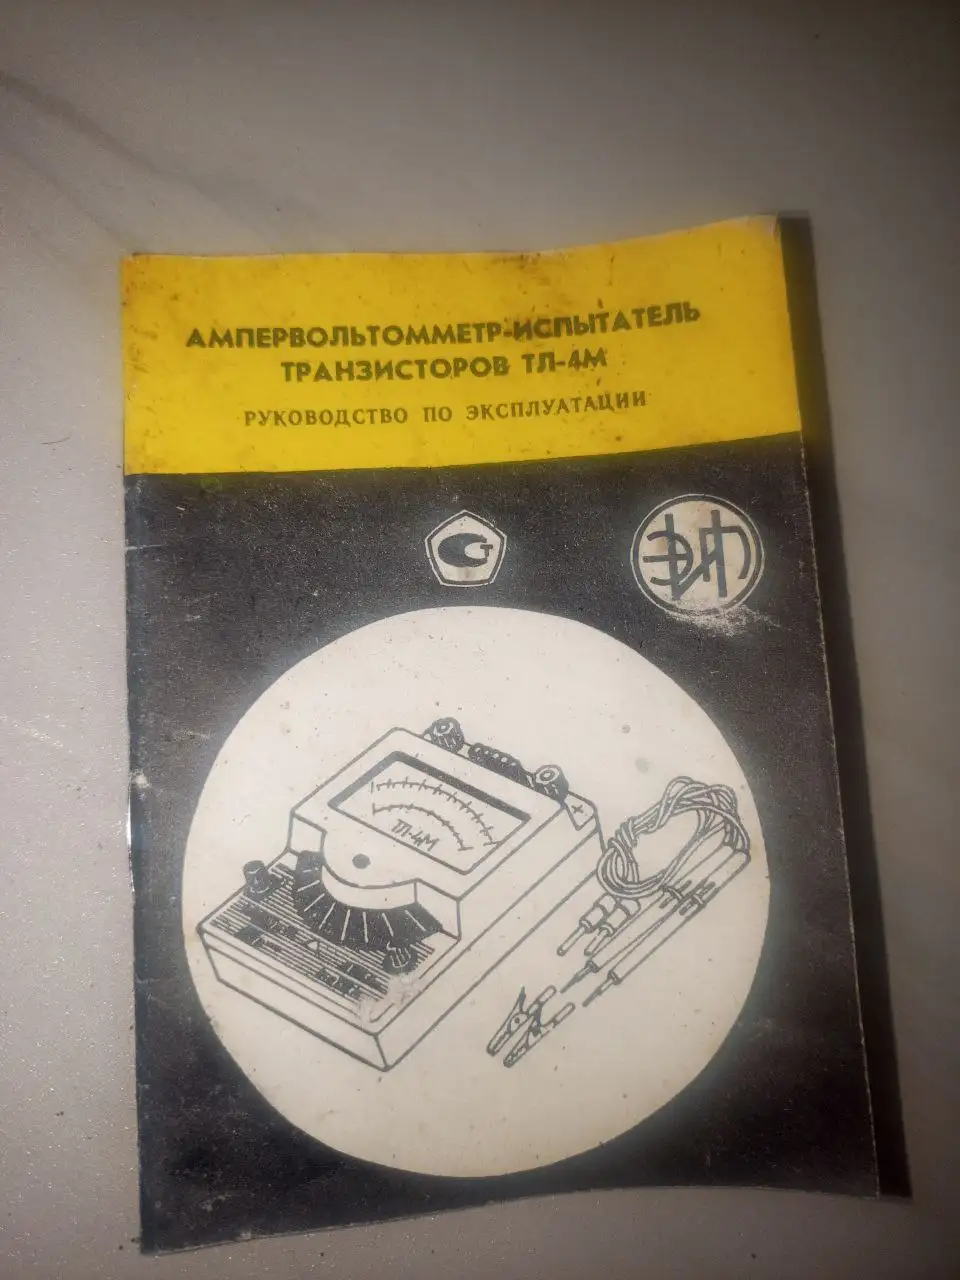 АМПЕРВОЛЬТОММЕТР-ИСПЫТАТЕЛЬ
ТРАНЗИСТОРОВ ТЛ-4М
РУКОВОДСТВО ПО ЭКСПЛУАТАЦИИ
ТЛ-4М
+